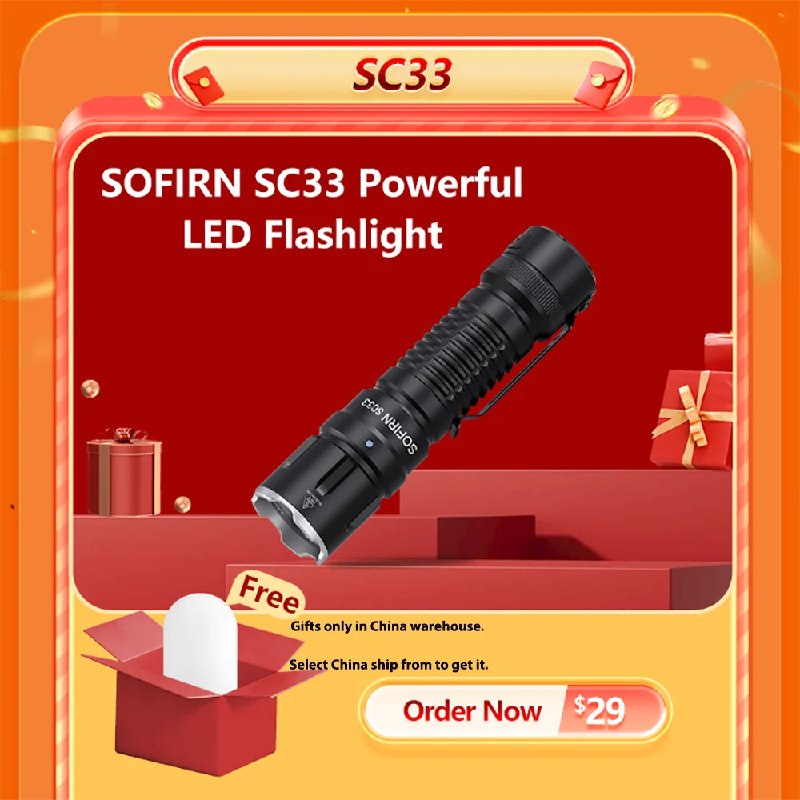 SC33
SOFIRN SC33 Powerful
LED Flashlight
SOFIRN SC33
Free
Gifts only in China warehouse.
Select China ship from to get it.
Order Now $29